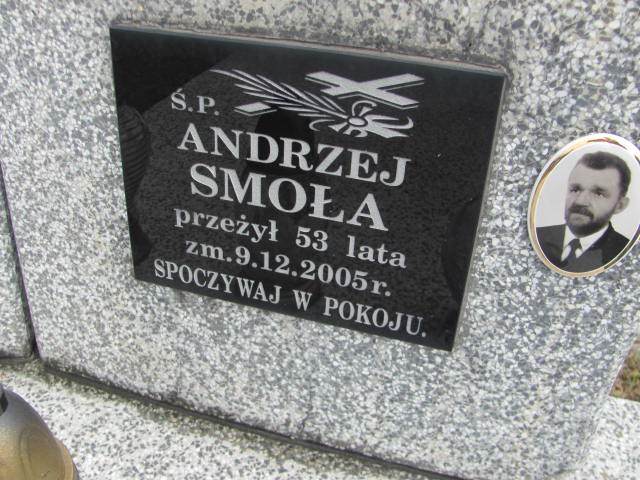 Ś.P.
ANDRZEJ
SMOŁA
przeżył 53 lata
zm.9.12.2005r.
SPOCZYWAJ W POKOJU.